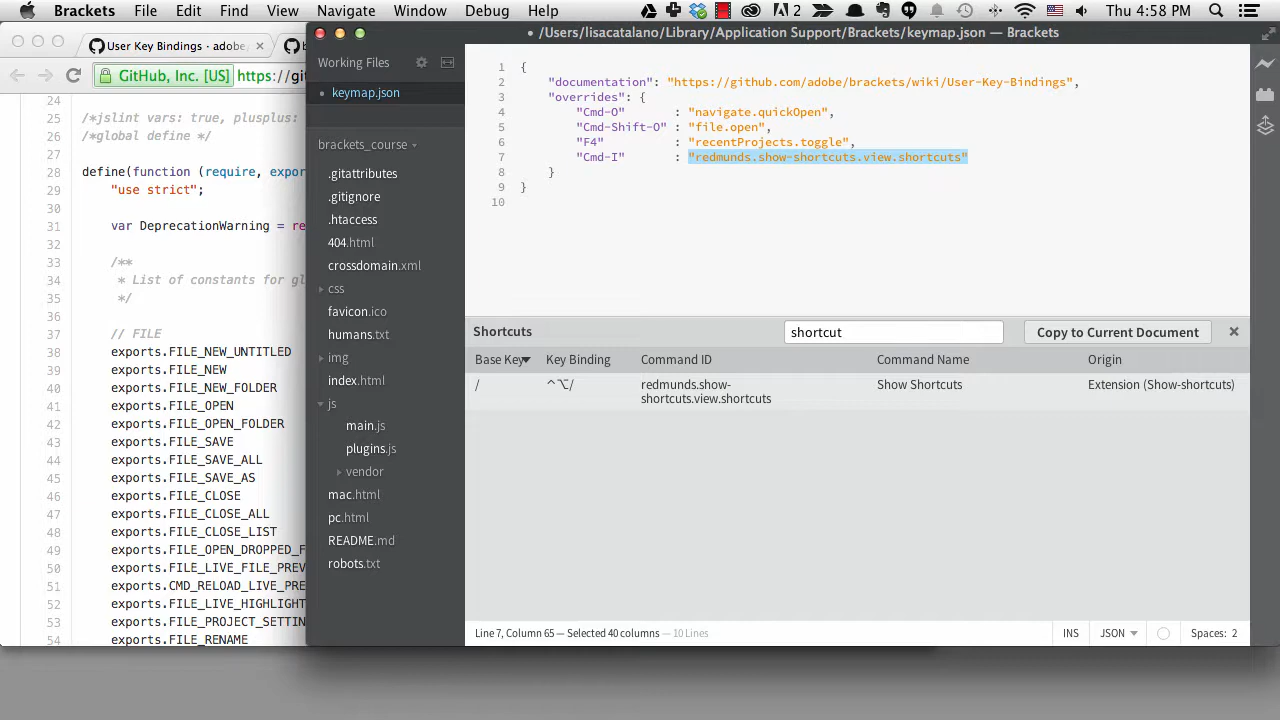 Brackets File Edit Find View Navigate Window Debug Help
2 Thu 4:58 PM
User Key Bindings · adobe/
GitHub, Inc. [US] https://git
24
25 /*jslint vars: true, plusplus:
26 /*global define */
27
28 define(function (require, expor
29 "use strict";
30
31 var DeprecationWarning = re
32
33 /**
34 * List of constants for gl
35 */
36
37 // FILE
38 exports.FILE_NEW_UNTITLED
39 exports.FILE_NEW
40 exports.FILE_NEW_FOLDER
41 exports.FILE_OPEN
42 exports.FILE_OPEN_FOLDER
43 exports.FILE_SAVE
44 exports.FILE_SAVE_ALL
45 exports.FILE_SAVE_AS
46 exports.FILE_CLOSE
47 exports.FILE_CLOSE_ALL
48 exports.FILE_CLOSE_LIST
49 exports.FILE_OPEN_DROPPED_F
50 exports.FILE_LIVE_FILE_PREV
51 exports.CMD_RELOAD_LIVE_PRE
52 exports.FILE_LIVE_HIGHLIGHT
53 exports.FILE_PROJECT_SETTIN
54 exports.FILE_RENAME
• /Users/lisacatalano/Library/Application Support/Brackets/keymap.json — Brackets
Working Files
• keymap.json
brackets_course
.gitattributes
.gitignore
.htaccess
404.html
crossdomain.xml
css
favicon.ico
humans.txt
img
index.html
js
main.js
plugins.js
vendor
mac.html
pc.html
README.md
robots.txt
1 {
2 "documentation": "https://github.com/adobe/brackets/wiki/User-Key-Bindings",
3 "overrides": {
4 "Cmd-O" : "navigate.quickOpen",
5 "Cmd-Shift-O" : "file.open",
6 "F4" : "recentProjects.toggle",
7 "Cmd-I" : "redmunds.show-shortcuts.view.shortcuts"
8 }
9 }
10
Shortcuts shortcut Copy to Current Document ×
Base Key Key Binding Command ID Command Name Origin
/ ^⌥/ redmunds.show- Show Shortcuts Extension (Show-shortcuts)
shortcuts.view.shortcuts
Line 7, Column 65 — Selected 40 columns — 10 Lines INS JSON Spaces: 2